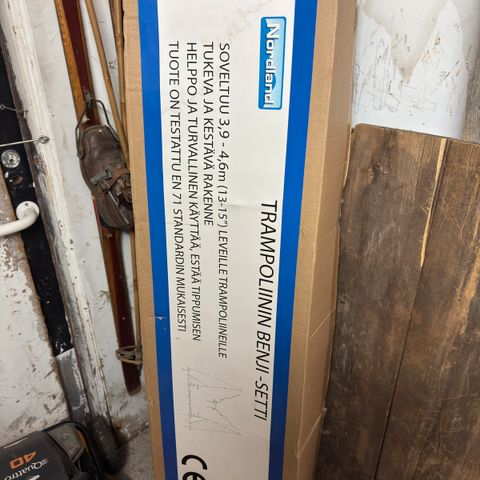 Nordland
TRAMPOLIININ BENJI -SETTI
SOVELTUU 3,9 - 4,6m (13-15") LEVEILLE TRAMPOLIINEILLE
TUKEVA JA KESTÄVÄ RAKENNE
HELPPO JA TURVALLINEN KÄYTTÄÄ, ESTÄÄ TIPPUMISEN
TUOTE ON TESTATTU EN 71 STANDARDIN MUKAISESTI
CE
Quattro
40